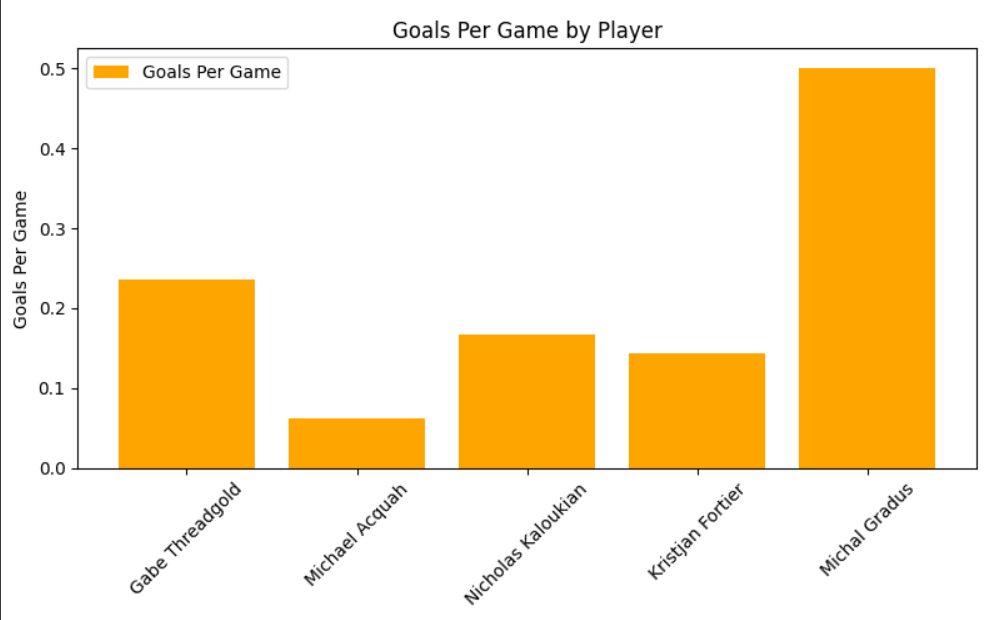 Goals Per Game by Player
Goals Per Game
Goals Per Game
0.5
0.4
0.3
0.2
0.1
0.0
Gabe Threadgold
Michael Acquah
Nicholas Kaloukian
Kristjan Fortier
Michal Gradus